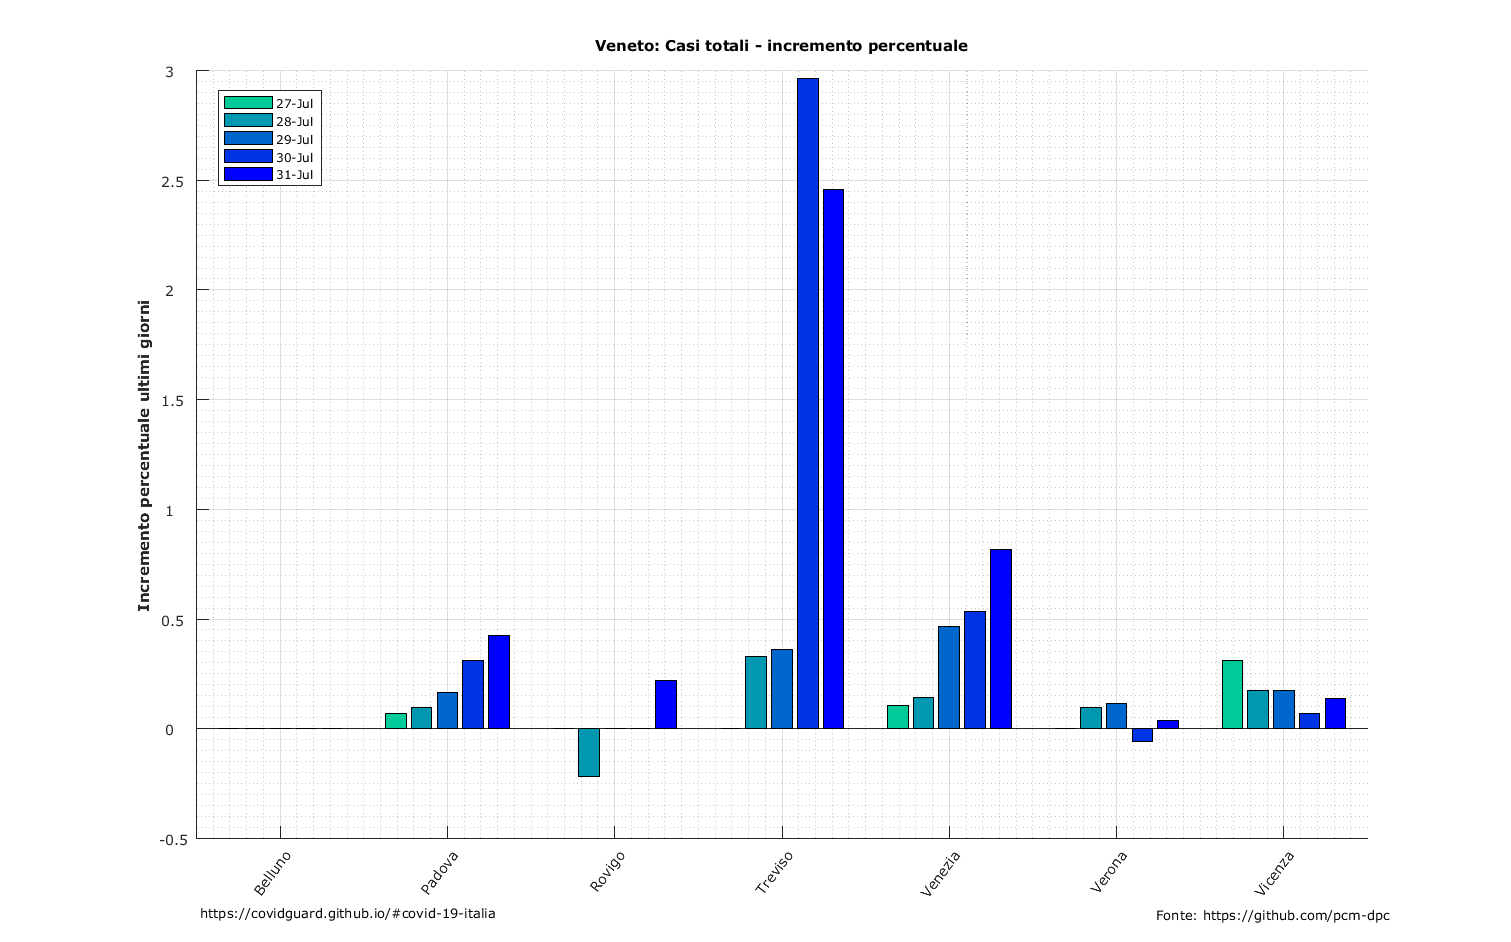 Veneto: Casi totali - incremento percentuale
3
2.5
2
1.5
1
0.5
0
-0.5
Incremento percentuale ultimi giorni
27-Jul
28-Jul
29-Jul
30-Jul
31-Jul
Belluno
Padova
Rovigo
Treviso
Venezia
Verona
Vicenza
https://covidguard.github.io/#covid-19-italia
Fonte: https://github.com/pcm-dpc